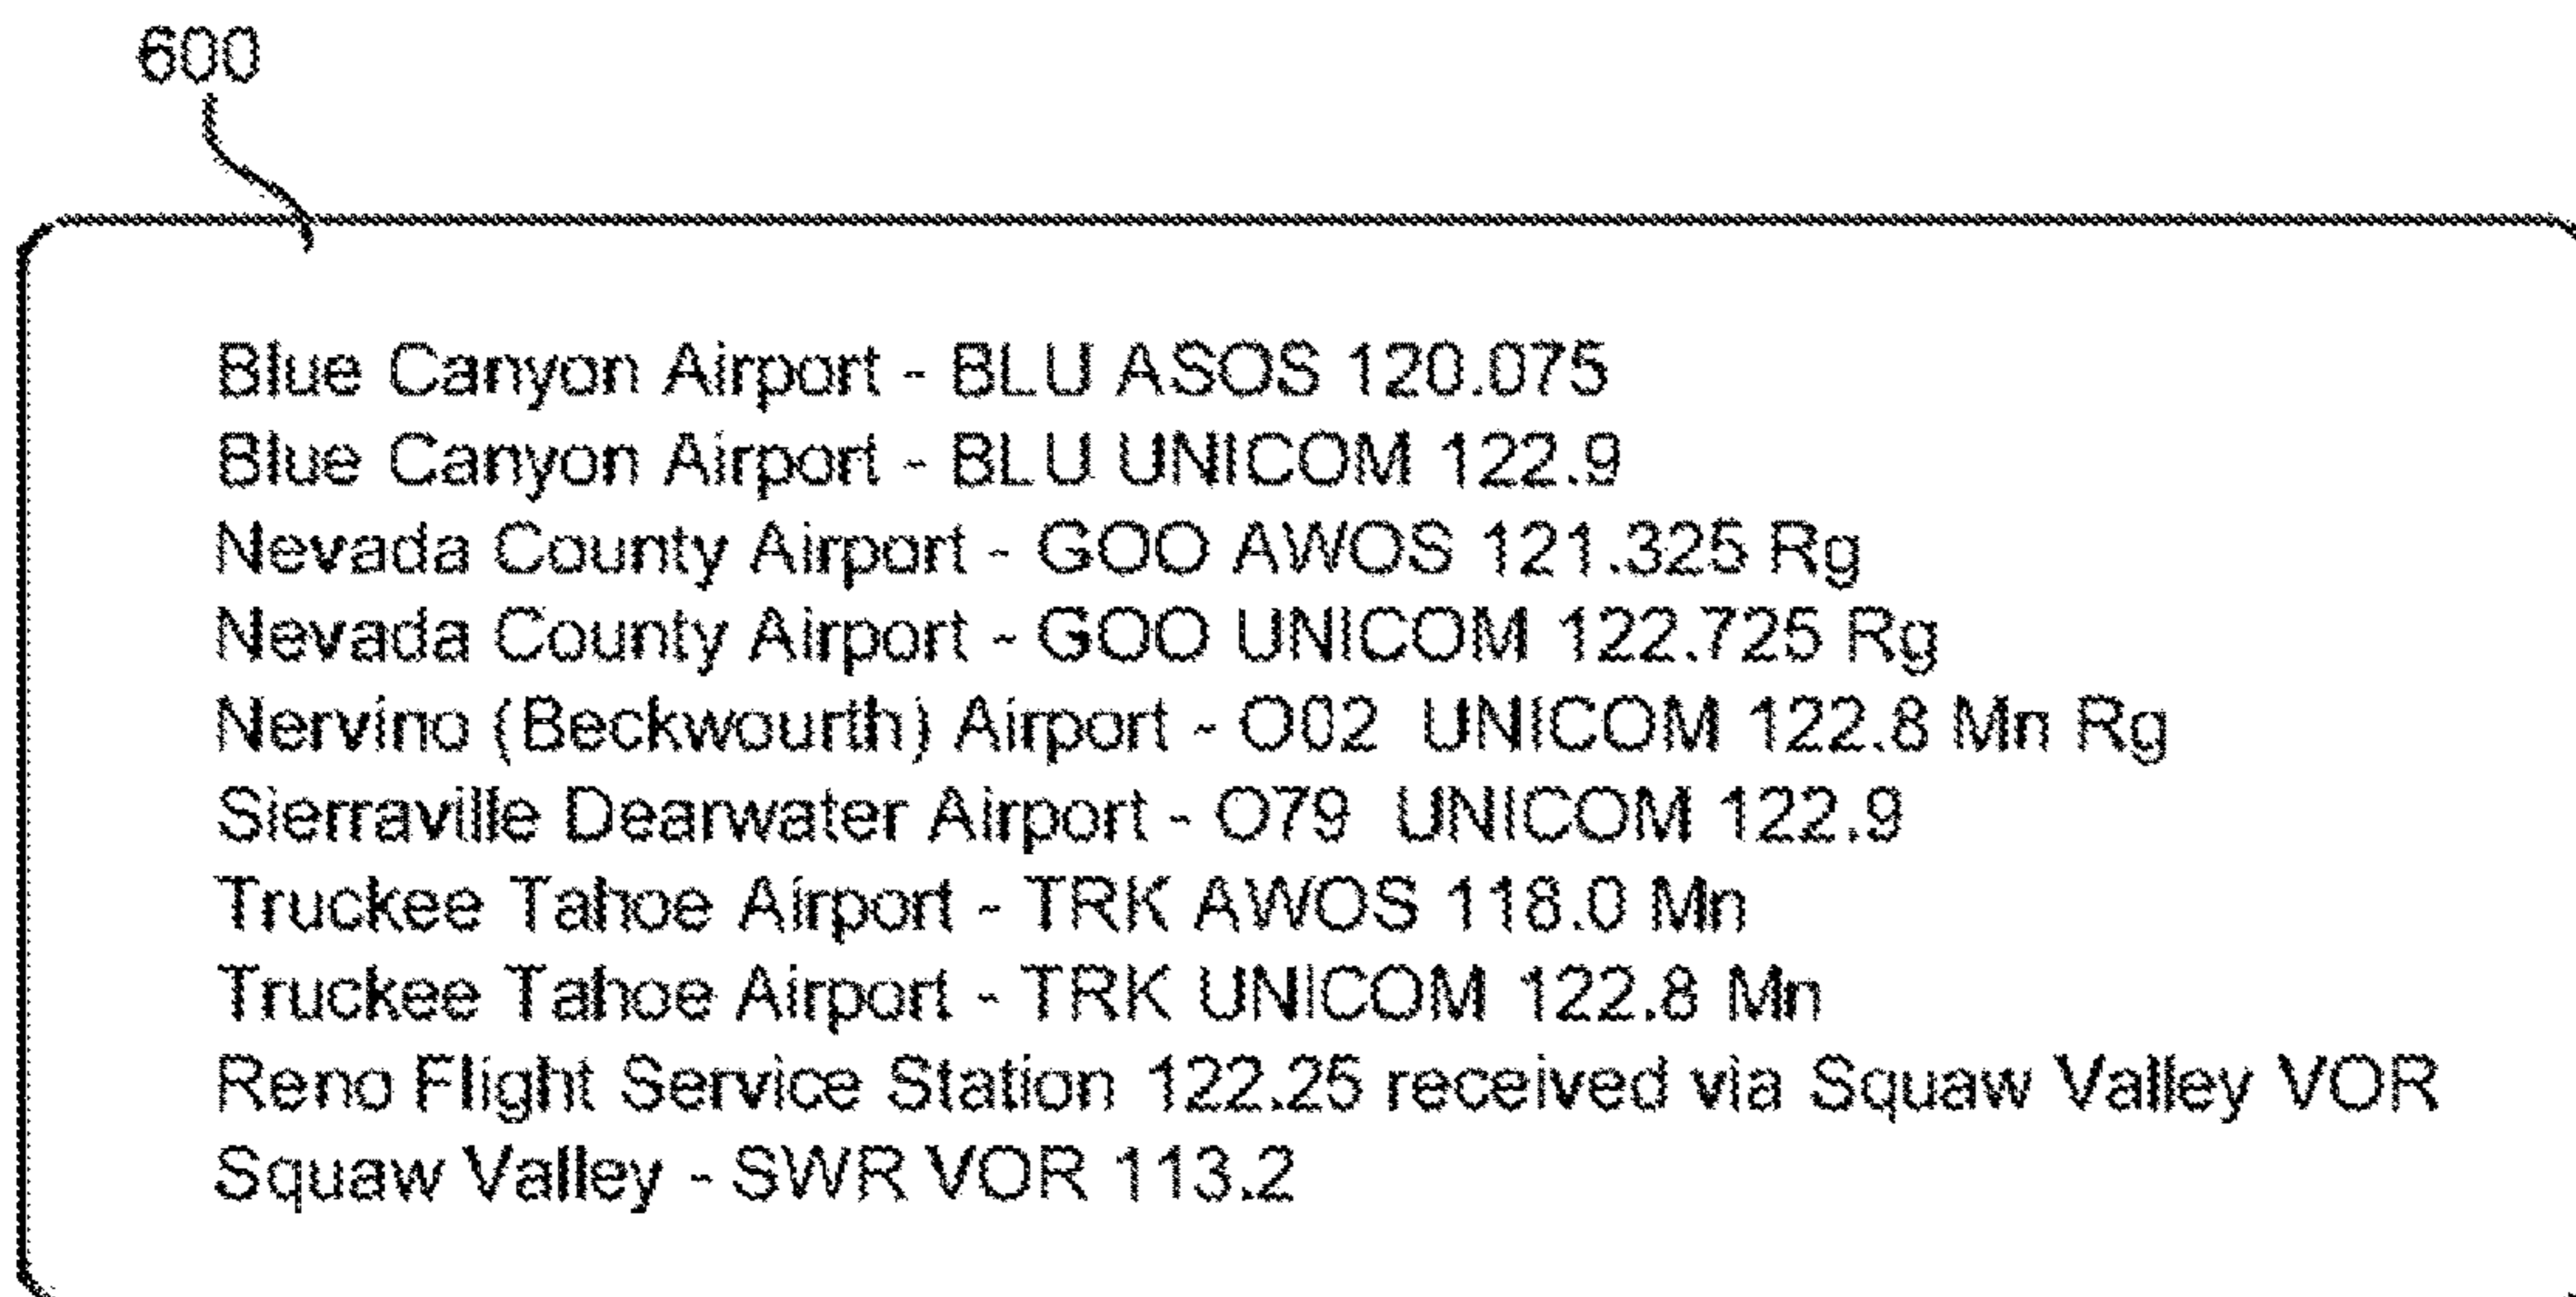 600
Blue Canyon Airport - BLU ASOS 120.075
Blue Canyon Airport - BLU UNICOM 122.9
Nevada County Airport - GOO AWOS 121.325 Rg
Nevada County Airport - GOO UNICOM 122.725 Rg
Nervino (Beckwourth) Airport - O02 UNICOM 122.8 Mn Rg
Sierraville Dearwater Airport - O79 UNICOM 122.9
Truckee Tahoe Airport - TRK AWOS 118.0 Mn
Truckee Tahoe Airport - TRK UNICOM 122.8 Mn
Reno Flight Service Station 122.25 received via Squaw Valley VOR
Squaw Valley - SWR VOR 113.2